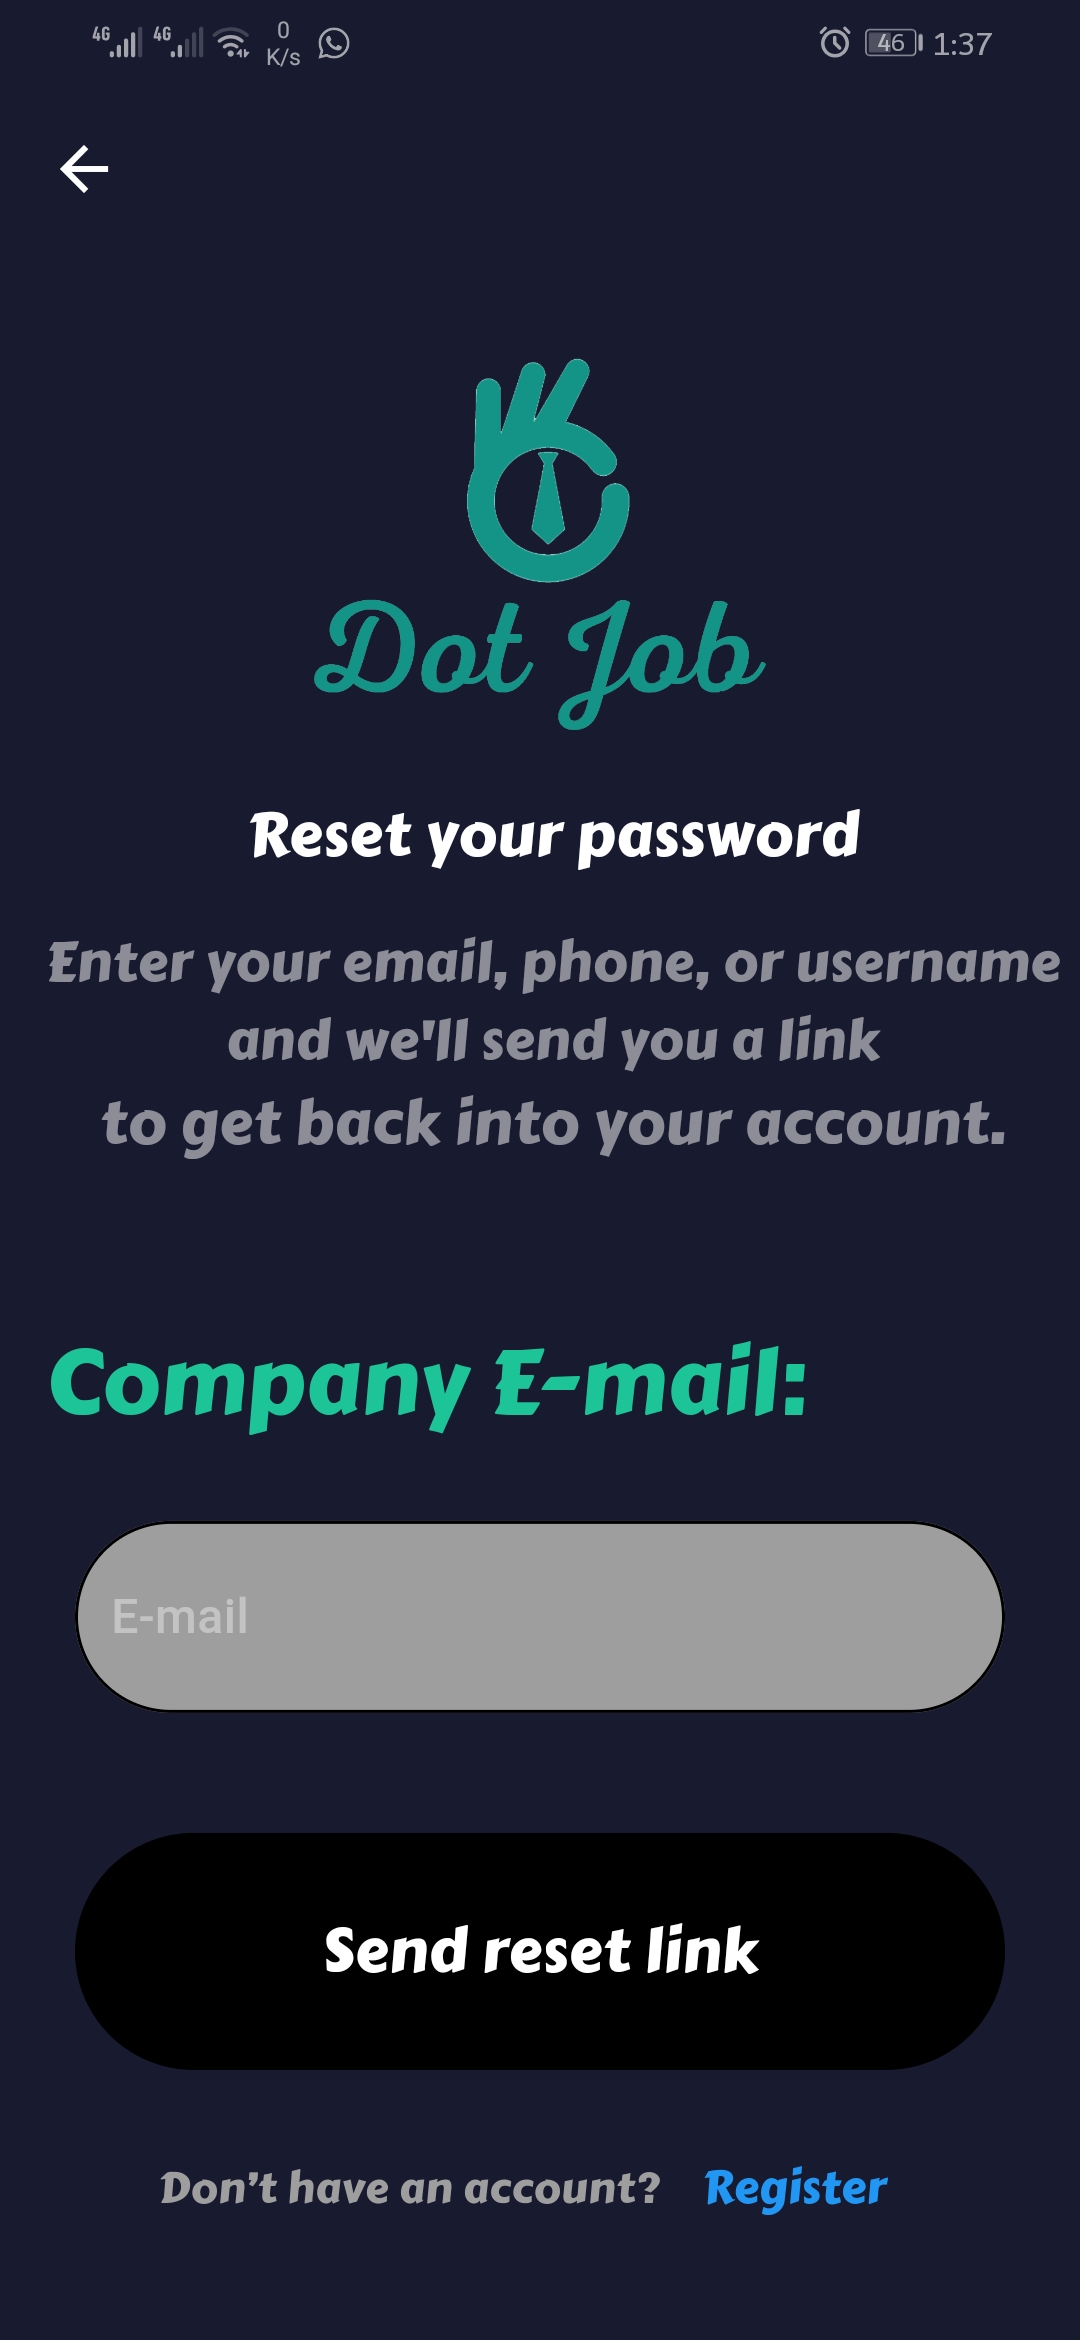 4G 4G 0 K/s 46 1:37
Dot Job
Reset your password
Enter your email, phone, or username
and we'll send you a link
to get back into your account.
Company E-mail:
E-mail
Send reset link
Don't have an account? Register